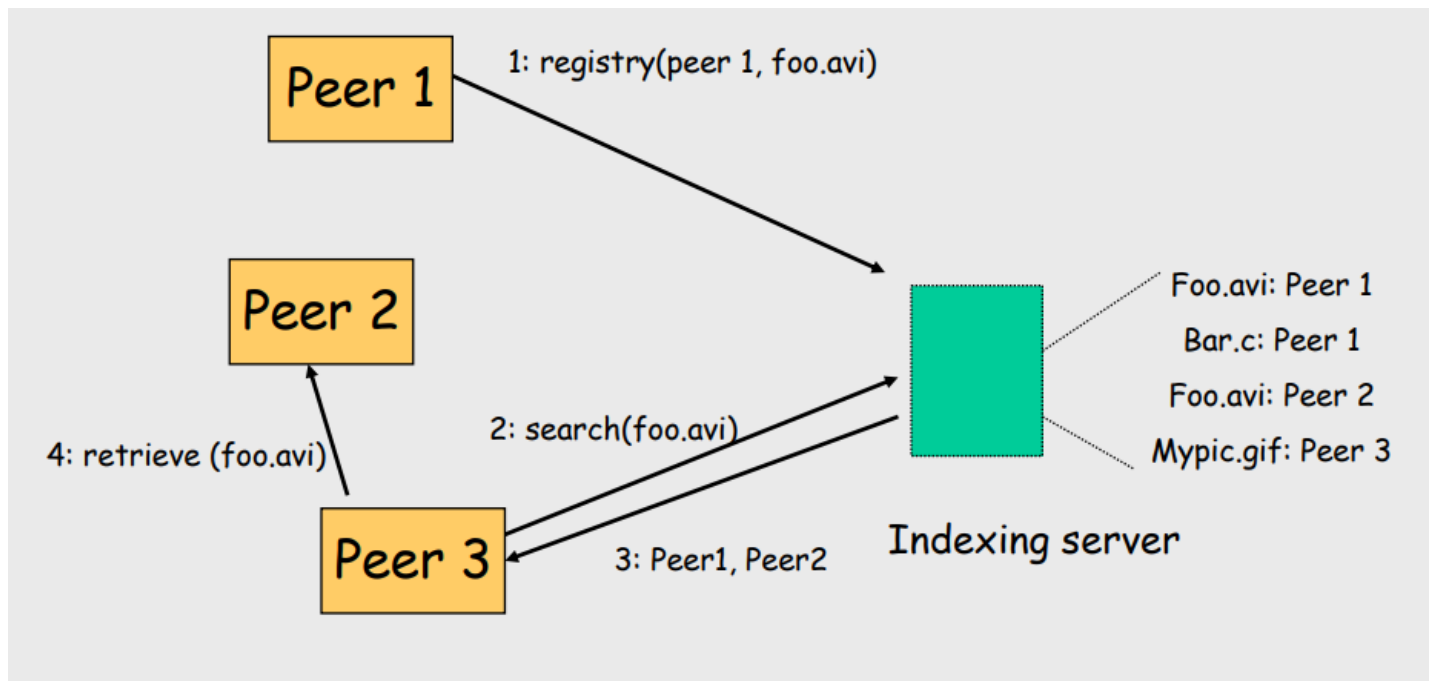 Peer 1
1: registry(peer 1, foo.avi)
Peer 2
Foo.avi: Peer 1
Bar.c: Peer 1
Foo.avi: Peer 2
Mypic.gif: Peer 3
2: search(foo.avi)
4: retrieve (foo.avi)
Peer 3
3: Peer1, Peer2
Indexing server